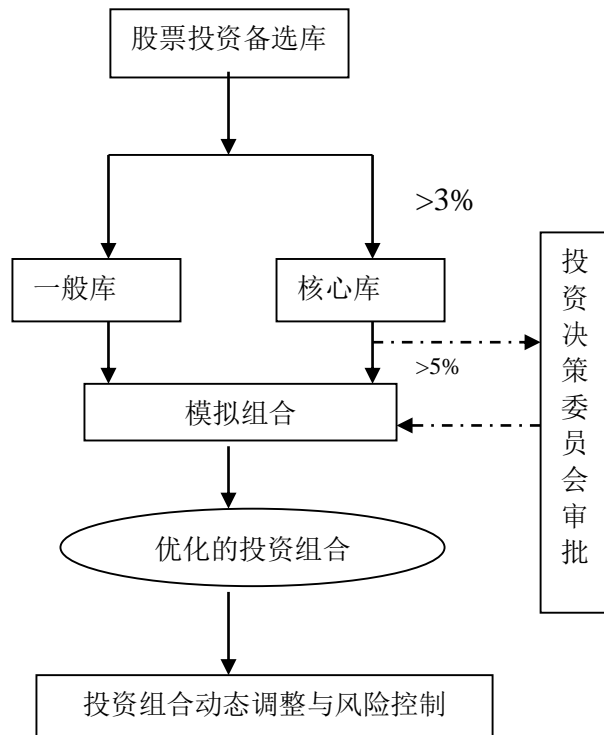 股票投资备选库
>3%
一般库
核心库
投资决策委员会审批
>5%
模拟组合
优化的投资组合
投资组合动态调整与风险控制